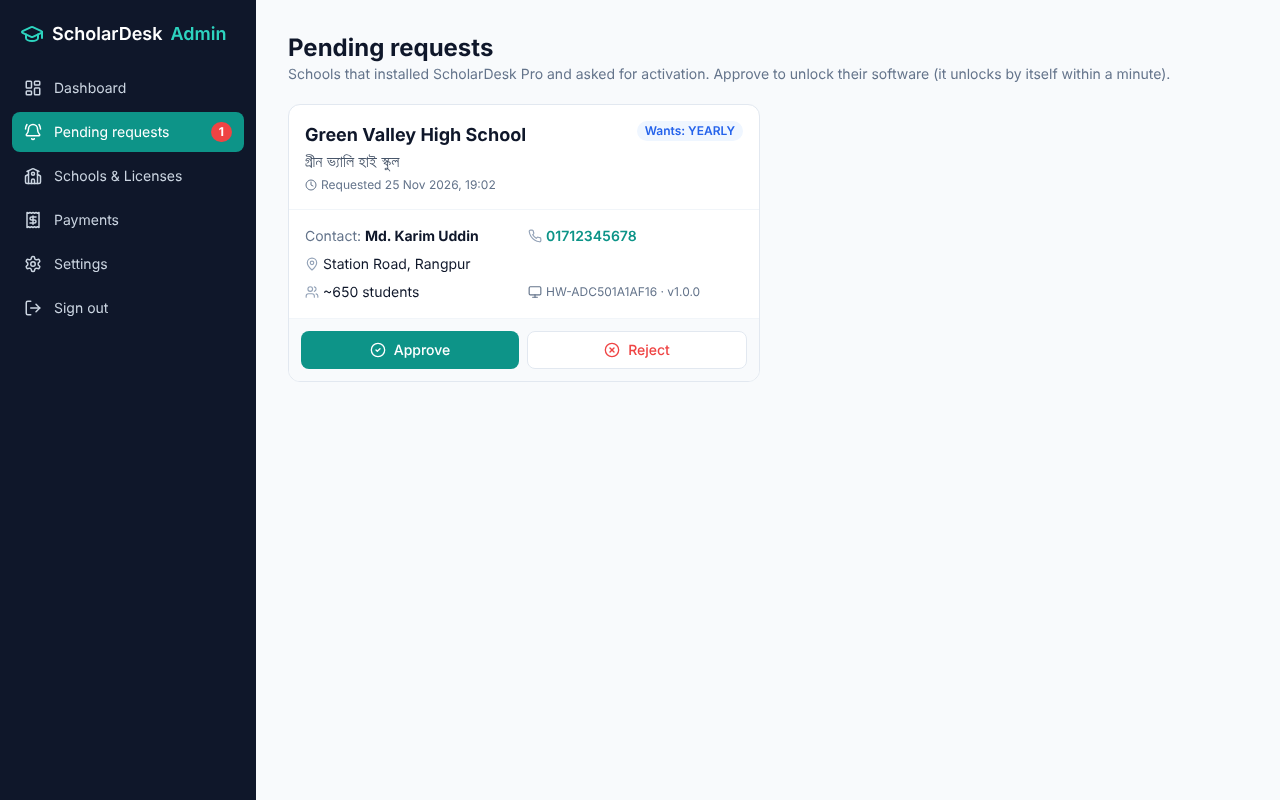 ScholarDesk Admin
Dashboard
Pending requests 1
Schools & Licenses
Payments
Settings
Sign out
Pending requests
Schools that installed ScholarDesk Pro and asked for activation. Approve to unlock their software (it unlocks by itself within a minute).
Green Valley High School
Wants: YEARLY
গ্রীন ভ্যালি হাই স্কুল
Requested 25 Nov 2026, 19:02
Contact: Md. Karim Uddin
01712345678
Station Road, Rangpur
~650 students
HW-ADC501A1AF16 · v1.0.0
Approve
Reject